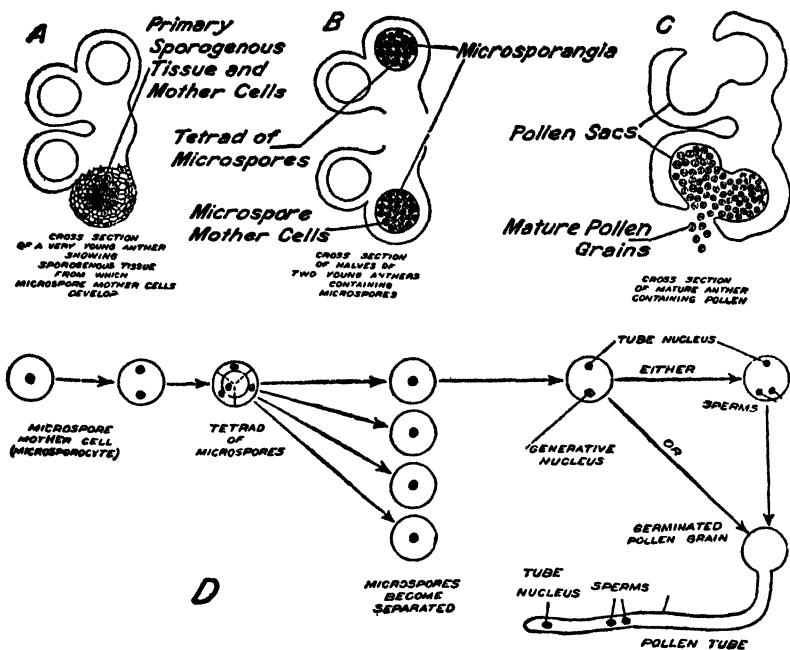 A
Primary
Sporogenous
Tissue and
Mother Cells
CROSS SECTION
OF A VERY YOUNG ANTHER
SHOWING
SPOROGENOUS TISSUE
FROM WHICH
MICROSPORE MOTHER CELLS
DEVELOP
B
Microsporangia
Tetrad of
Microspores
Microspore
Mother Cells
CROSS SECTION
OF HALVES OF
TWO YOUNG ANTHERS
CONTAINING
MICROSPORES
C
Pollen Sacs
Mature Pollen
Grains
CROSS SECTION
OF MATURE ANTHER
CONTAINING POLLEN
MICROSPORE
MOTHER CELL
(MICROSPOROCYTE)
TETRAD
OF
MICROSPORES
MICROSPORES
BECOME
SEPARATED
TUBE NUCLEUS
EITHER
SPERMS
GENERATIVE
NUCLEUS
OR
GERMINATED
POLLEN GRAIN
TUBE
NUCLEUS
SPERMS
POLLEN TUBE
D